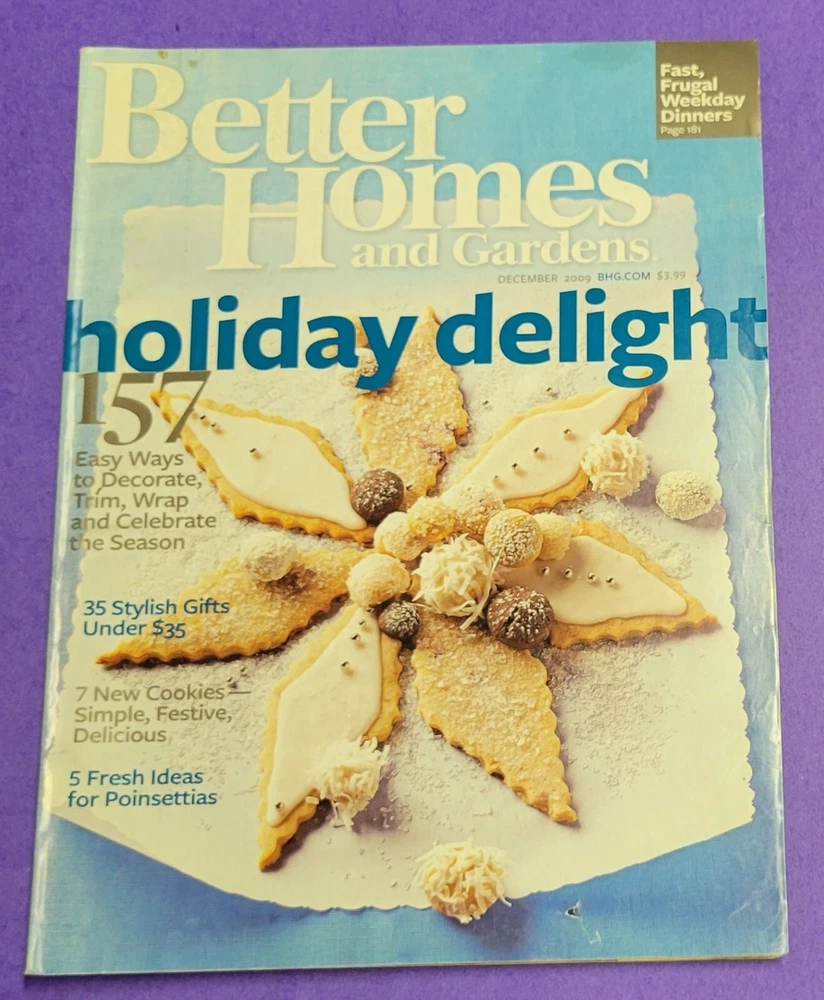 Better
Homes
and Gardens.
Fast,
Frugal
Weekday
Dinners
Page 181
DECEMBER 2009 BHG.COM $3.99
holiday delight
157
Easy Ways
to Decorate,
Trim, Wrap
and Celebrate
the Season
35 Stylish Gifts
Under $35
7 New Cookies—
Simple, Festive,
Delicious
5 Fresh Ideas
for Poinsettias